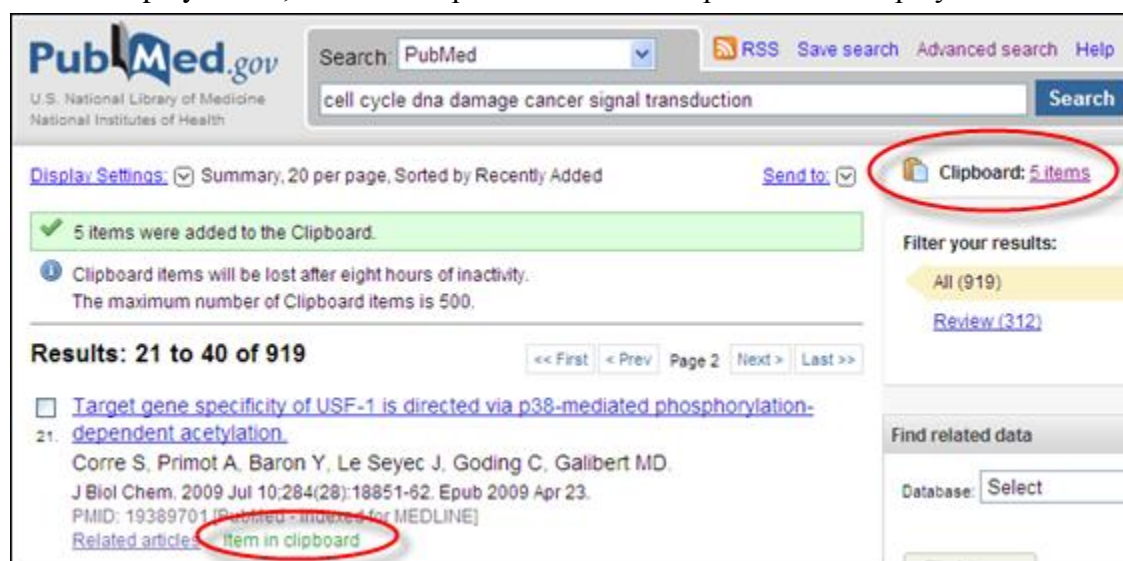 PubMed.gov
U.S. National Library of Medicine
National Institutes of Health
Search: PubMed
RSS Save search Advanced search Help
cell cycle dna damage cancer signal transduction
Search
Display Settings: Summary, 20 per page, Sorted by Recently Added
Send to:
Clipboard: 5 items
5 items were added to the Clipboard.
Clipboard items will be lost after eight hours of inactivity.
The maximum number of Clipboard items is 500.
Filter your results:
All (919)
Review (312)
Results: 21 to 40 of 919
<< First < Prev Page 2 Next > Last >>
Target gene specificity of USF-1 is directed via p38-mediated phosphorylation-
21. dependent acetylation.
Corre S, Primot A, Baron Y, Le Seyec J, Goding C, Galibert MD.
J Biol Chem. 2009 Jul 10;284(28):18851-62. Epub 2009 Apr 23.
PMID: 19389701 [PubMed - indexed for MEDLINE]
Related articles Item in clipboard
Find related data
Database: Select